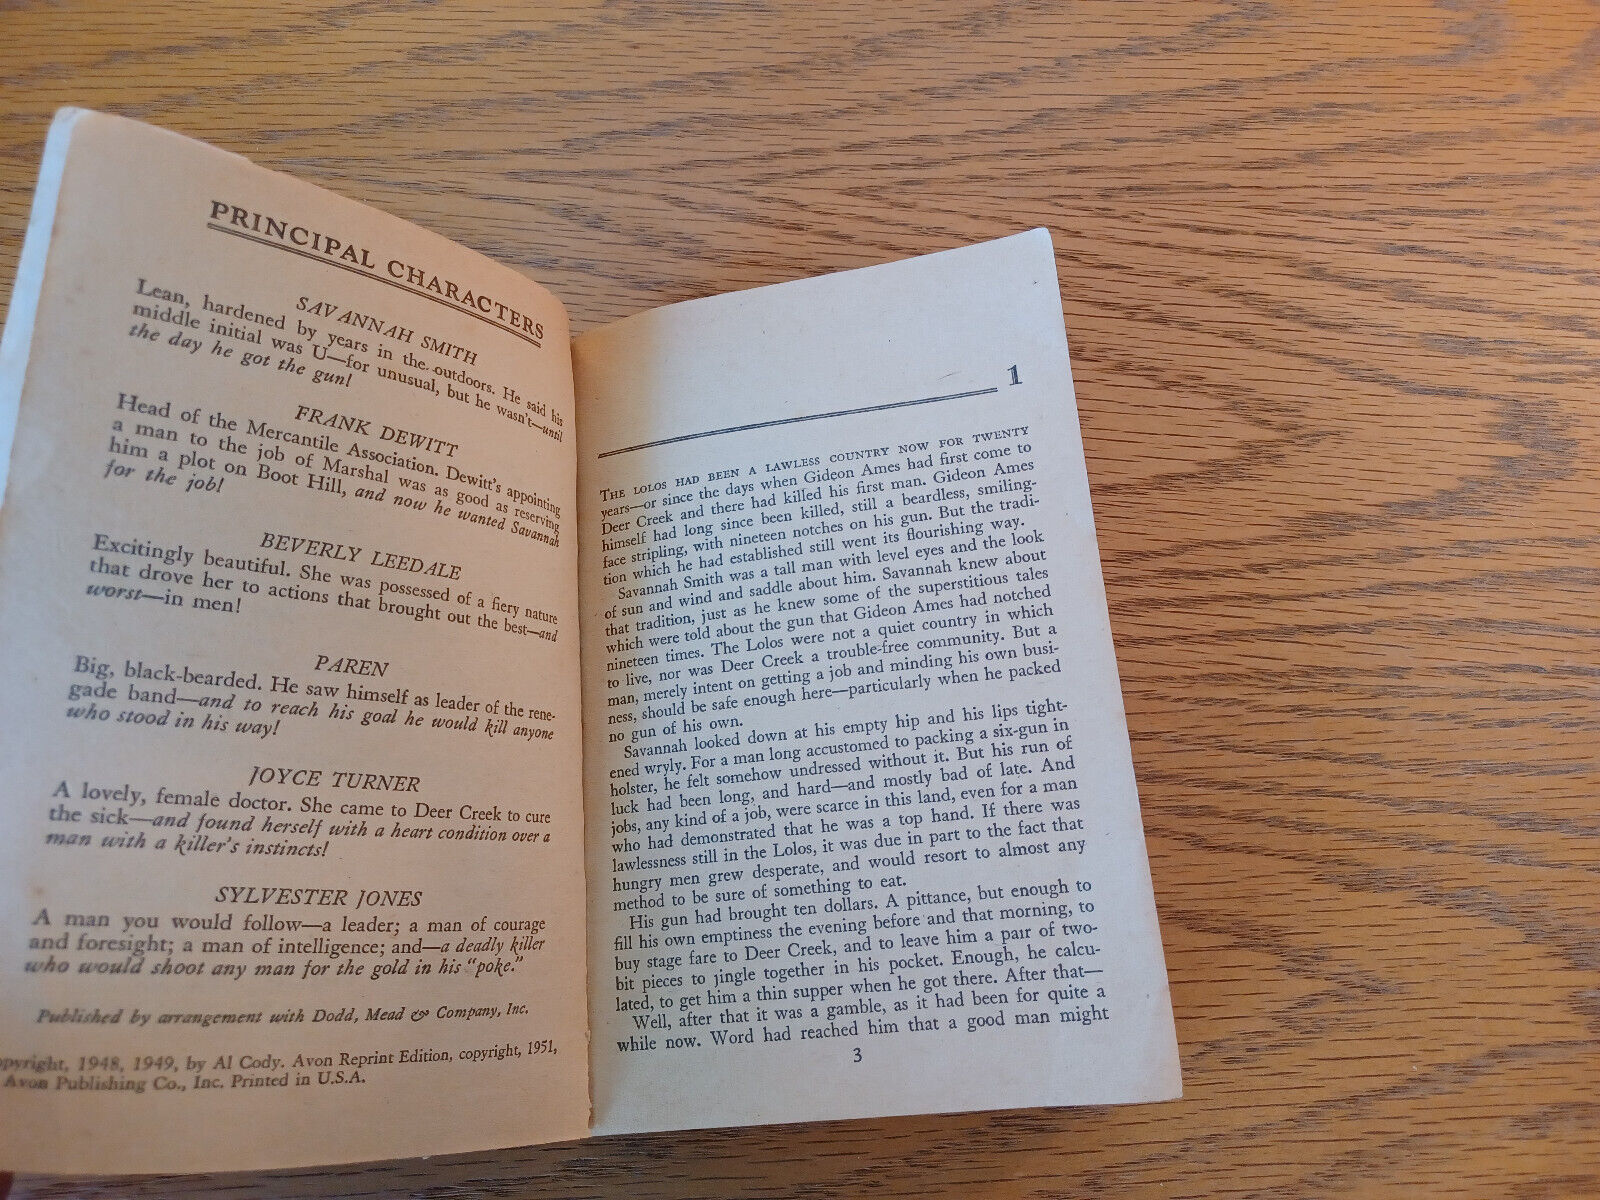 PRINCIPAL CHARACTERS
SAVANNAH SMITH
Lean, hardened by years in the outdoors. He said his
middle initial was U—for unusual, but he wasn't—until
the day he got the gun!
FRANK DEWITT
Head of the Mercantile Association. Dewitt's appointing
a man to the job of Marshal was as good as reserving
him a plot on Boot Hill, and now he wanted Savannah
for the job!
BEVERLY LEEDALE
Excitingly beautiful. She was possessed of a fiery nature
that drove her to actions that brought out the best—and
worst—in men!
PAREN
Big, black-bearded. He saw himself as leader of the rene-
gade band—and to reach his goal he would kill anyone
who stood in his way!
JOYCE TURNER
A lovely, female doctor. She came to Deer Creek to cure
the sick—and found herself with a heart condition over a
man with a killer's instincts!
SYLVESTER JONES
A man you would follow—a leader; a man of courage
and foresight; a man of intelligence; and—a deadly killer
who would shoot any man for the gold in his "poke."
Published by arrangement with Dodd, Mead & Company, Inc.
opyright, 1948, 1949, by Al Cody. Avon Reprint Edition, copyright, 1951,
Avon Publishing Co., Inc. Printed in U.S.A.
1
THE LOLOS HAD BEEN A LAWLESS COUNTRY NOW FOR TWENTY
years—or since the days when Gideon Ames had first come to
Deer Creek and there had killed his first man. Gideon Ames
himself had long since been killed, still a beardless, smiling-
face stripling, with nineteen notches on his gun. But the tradi-
tion which he had established still went its flourishing way.
Savannah Smith was a tall man with level eyes and the look
of sun and wind and saddle about him. Savannah knew about
that tradition, just as he knew some of the superstitious tales
which were told about the gun that Gideon Ames had notched
nineteen times. The Lolos were not a quiet country in which
to live, nor was Deer Creek a trouble-free community. But a
man, merely intent on getting a job and minding his own busi-
ness, should be safe enough here—particularly when he packed
no gun of his own.
Savannah looked down at his empty hip and his lips tight-
ened wryly. For a man long accustomed to packing a six-gun in
holster, he felt somehow undressed without it. But his run of
luck had been long, and hard—and mostly bad of late. And
jobs, any kind of a job, were scarce in this land, even for a man
who had demonstrated that he was a top hand. If there was
lawlessness still in the Lolos, it was due in part to the fact that
hungry men grew desperate, and would resort to almost any
method to be sure of something to eat.
His gun had brought ten dollars. A pittance, but enough to
fill his own emptiness the evening before and that morning, to
buy stage fare to Deer Creek, and to leave him a pair of two-
bit pieces to jingle together in his pocket. Enough, he calcu-
lated, to get him a thin supper when he got there. After that—
Well, after that it was a gamble, as it had been for quite a
while now. Word had reached him that a good man might
3